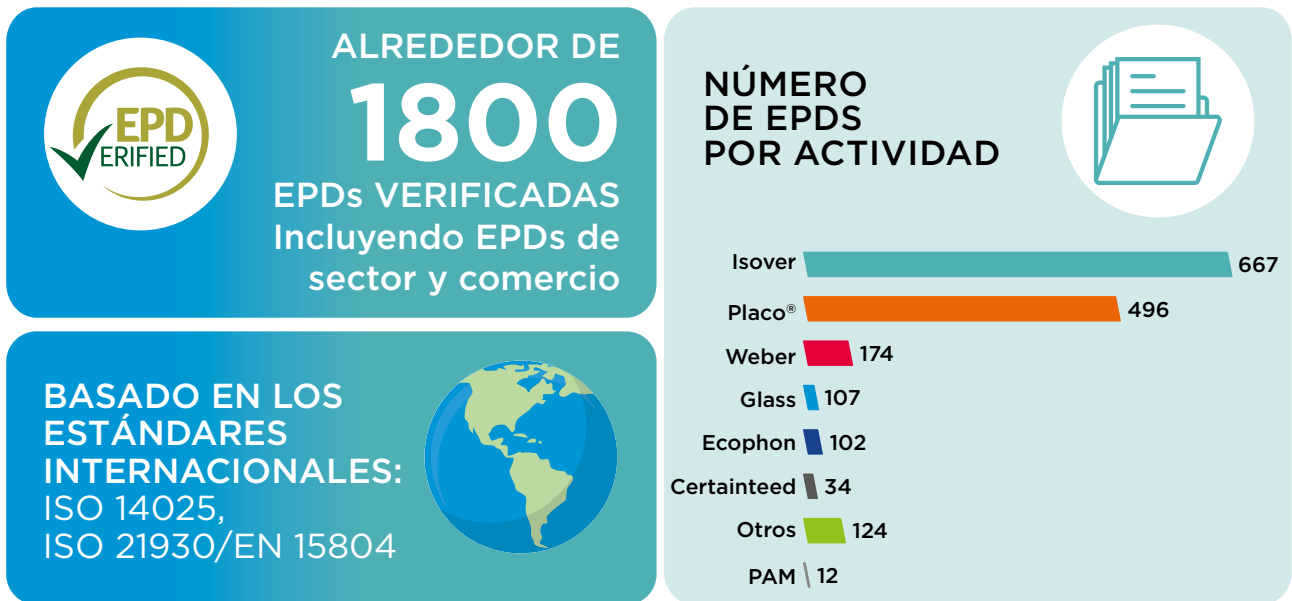 EPD
ERIFIED
ALREDEDOR DE
1800
EPDs VERIFICADAS
Incluyendo EPDs de
sector y comercio
BASADO EN LOS
ESTÁNDARES
INTERNACIONALES:
ISO 14025,
ISO 21930/EN 15804
NÚMERO
DE EPDS
POR ACTIVIDAD
Isover 667
Placo® 496
Weber 174
Glass 107
Ecophon 102
Certainteed 34
Otros 124
PAM 12